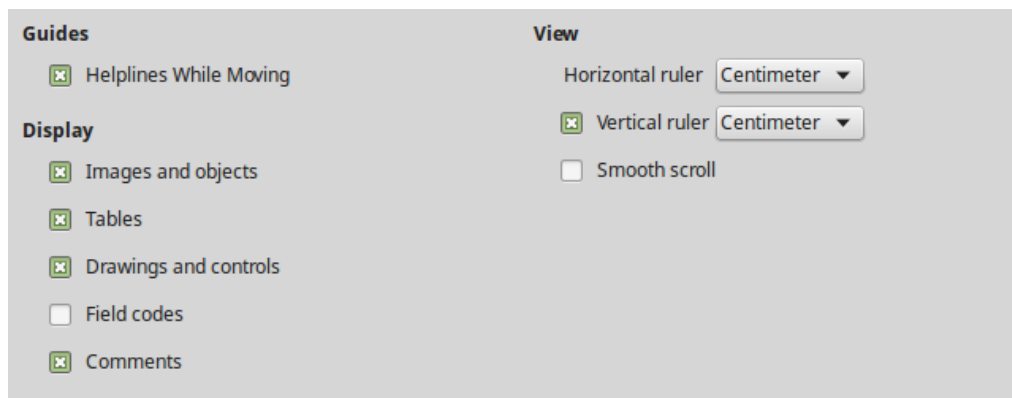 Guides
Helplines While Moving
Display
Images and objects
Tables
Drawings and controls
Field codes
Comments
View
Horizontal ruler Centimeter
Vertical ruler Centimeter
Smooth scroll